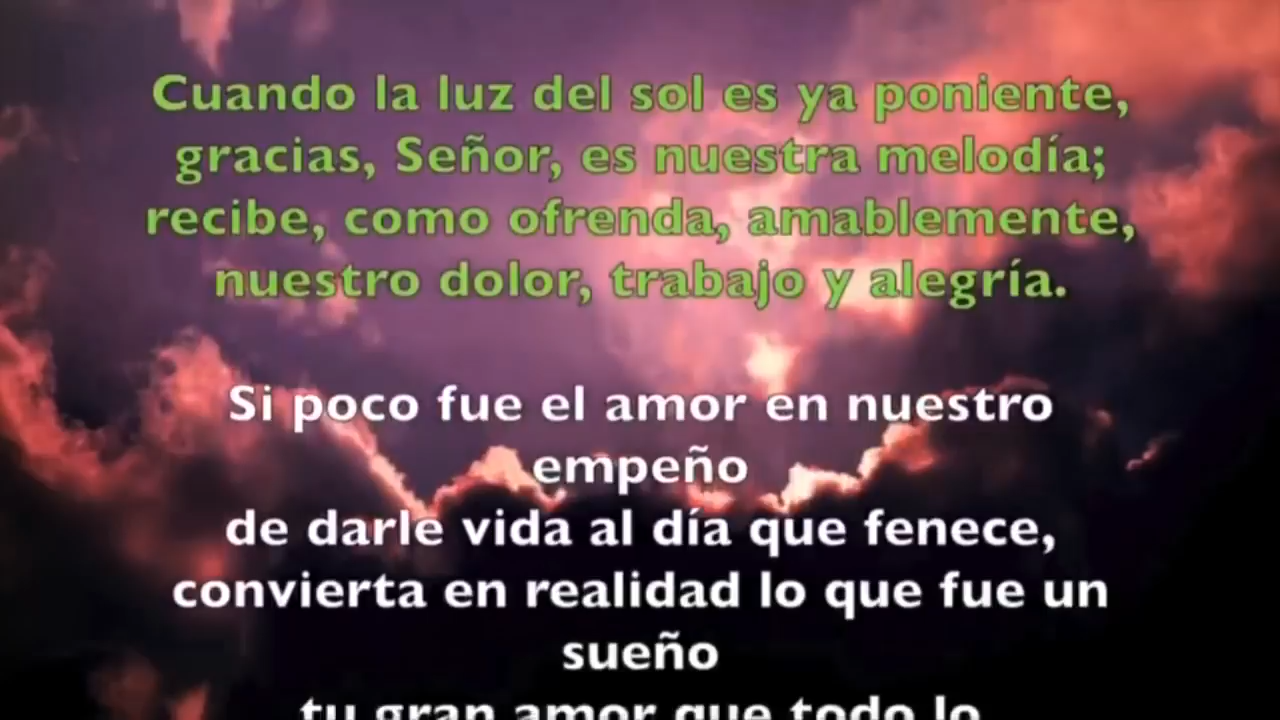 Cuando la luz del sol es ya poniente,
gracias, Señor, es nuestra melodía;
recibe, como ofrenda, amablemente,
nuestro dolor, trabajo y alegría.
Si poco fue el amor en nuestro
empeño
de darle vida al día que fenece,
convierta en realidad lo que fue un
sueño
tu gran amor que todo lo